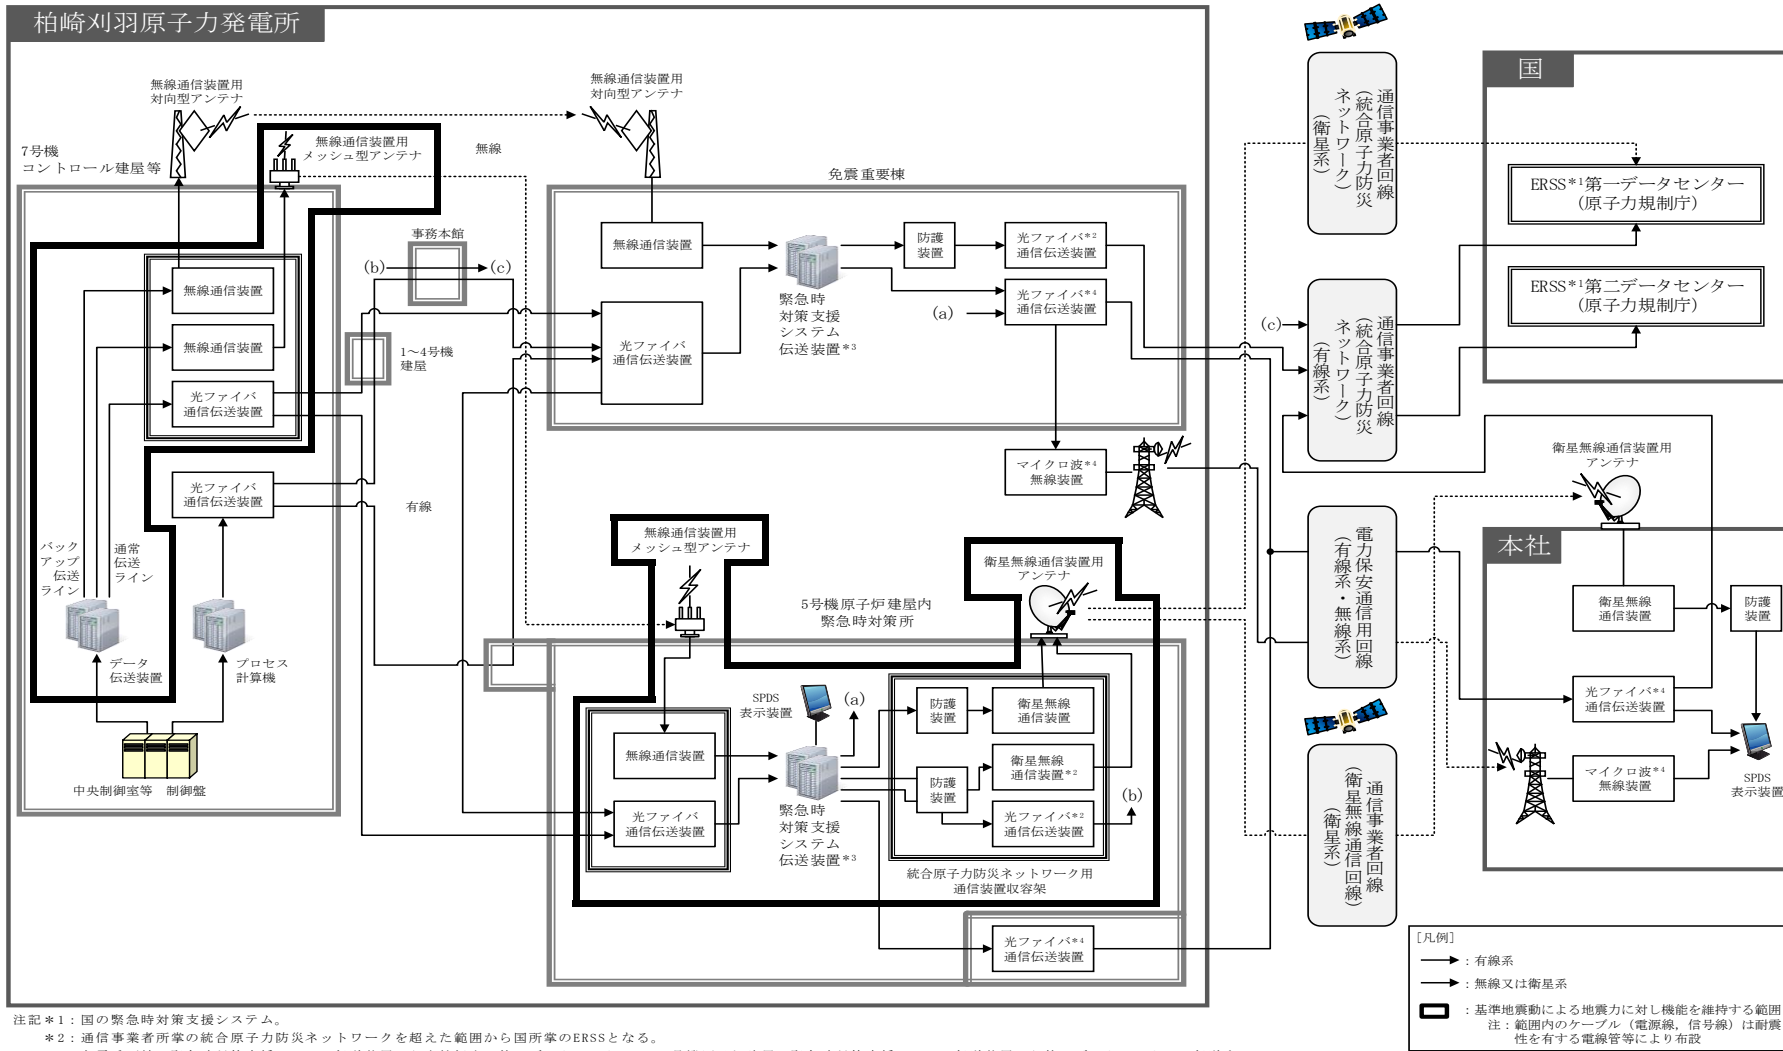 柏崎刈羽原子力発電所
無線通信装置用
対向型アンテナ
無線通信装置用
対向型アンテナ
7号機
コントロール建屋等
無線通信装置用
メッシュ型アンテナ
無線
事務本館
(b)
(c)
1～4号機
建屋
有線
無線通信装置
無線通信装置
光ファイバ
通信伝送装置
光ファイバ
通信伝送装置
バック
アップ
伝送
ライン
通常
伝送
ライン
データ
伝送装置
プロセス
計算機
中央制御室等 制御盤
免震重要棟
無線通信装置
光ファイバ
通信伝送装置
緊急時
対策支援
システム
伝送装置*3
防護
装置
光ファイバ*2
通信伝送装置
光ファイバ*4
通信伝送装置
(a)
マイクロ波*4
無線装置
無線通信装置用
メッシュ型アンテナ
5号機原子炉建屋内
緊急時対策所
衛星無線通信装置用
アンテナ
SPDS
表示装置
(a)
無線通信装置
光ファイバ
通信伝送装置
緊急時
対策支援
システム
伝送装置*3
防護
装置
衛星無線
通信装置
防護
装置
衛星無線
通信装置*2
光ファイバ*2
通信伝送装置
(b)
統合原子力防災ネットワーク用
通信装置収容架
光ファイバ*4
通信伝送装置
通信事業者回線
(統合原子力防災
ネットワーク)
(衛星系)
(c)
通信事業者回線
(統合原子力防災
ネットワーク)
(有線系)
電力保安通信用回線
(有線系・無線系)
通信事業者回線
(衛星無線通信回線)
(衛星系)
国
ERSS*1第一データセンター
(原子力規制庁)
ERSS*1第二データセンター
(原子力規制庁)
衛星無線通信装置用
アンテナ
本社
衛星無線
通信装置
防護
装置
光ファイバ*4
通信伝送装置
マイクロ波*4
無線装置
SPDS
表示装置
[凡例]
：有線系
：無線又は衛星系
：基準地震動による地震力に対し機能を維持する範囲
注：範囲内のケーブル（電源線，信号線）は耐震
性を有する電線管等により布設
注記*1：国の緊急時対策支援システム。
*2：通信事業者所掌の統合原子力防災ネットワークを超えた範囲から国所掌のERSSとなる。